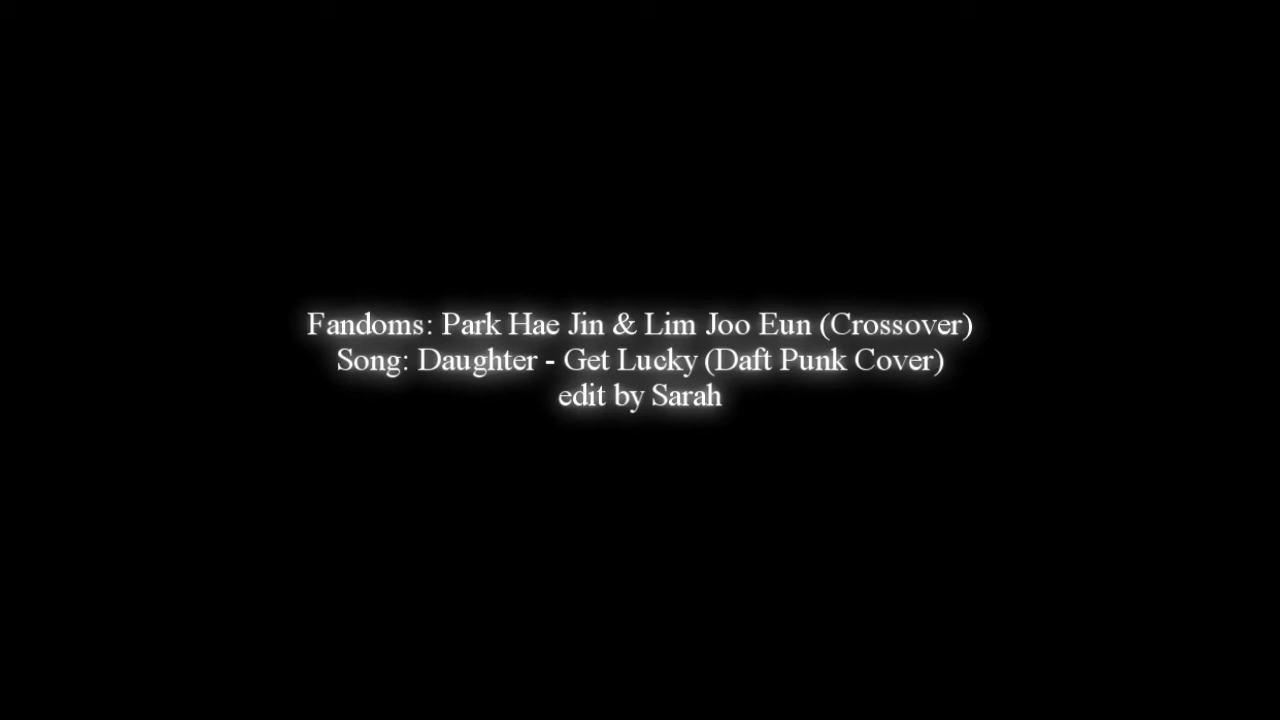 Fandoms: Park Hae Jin & Lim Joo Eun (Crossover)
Song: Daughter - Get Lucky (Daft Punk Cover)
edit by Sarah